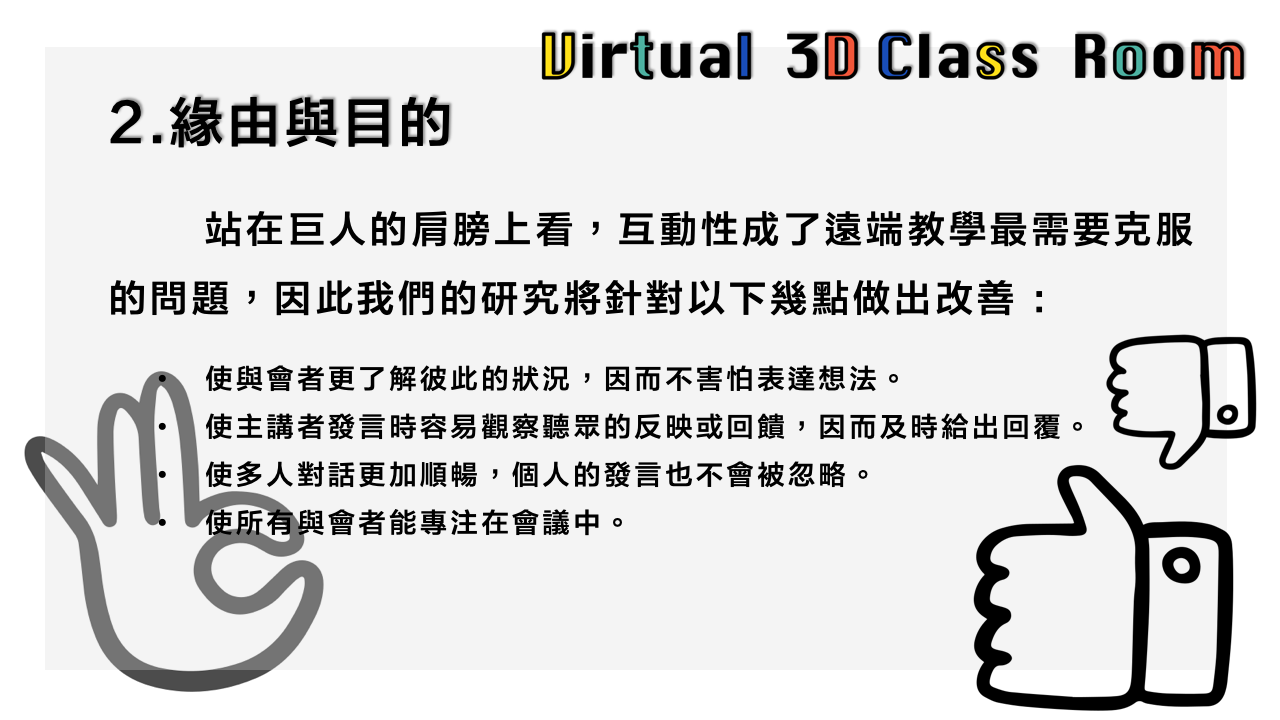 Virtual 3D Class Room
2.緣由與目的
站在巨人的肩膀上看，互動性成了遠端教學最需要克服
的問題，因此我們的研究將針對以下幾點做出改善：
• 使與會者更了解彼此的狀況，因而不害怕表達想法。
• 使主講者發言時容易觀察聽眾的反映或回饋，因而及時給出回覆。
• 使多人對話更加順暢，個人的發言也不會被忽略。
• 使所有與會者能專注在會議中。